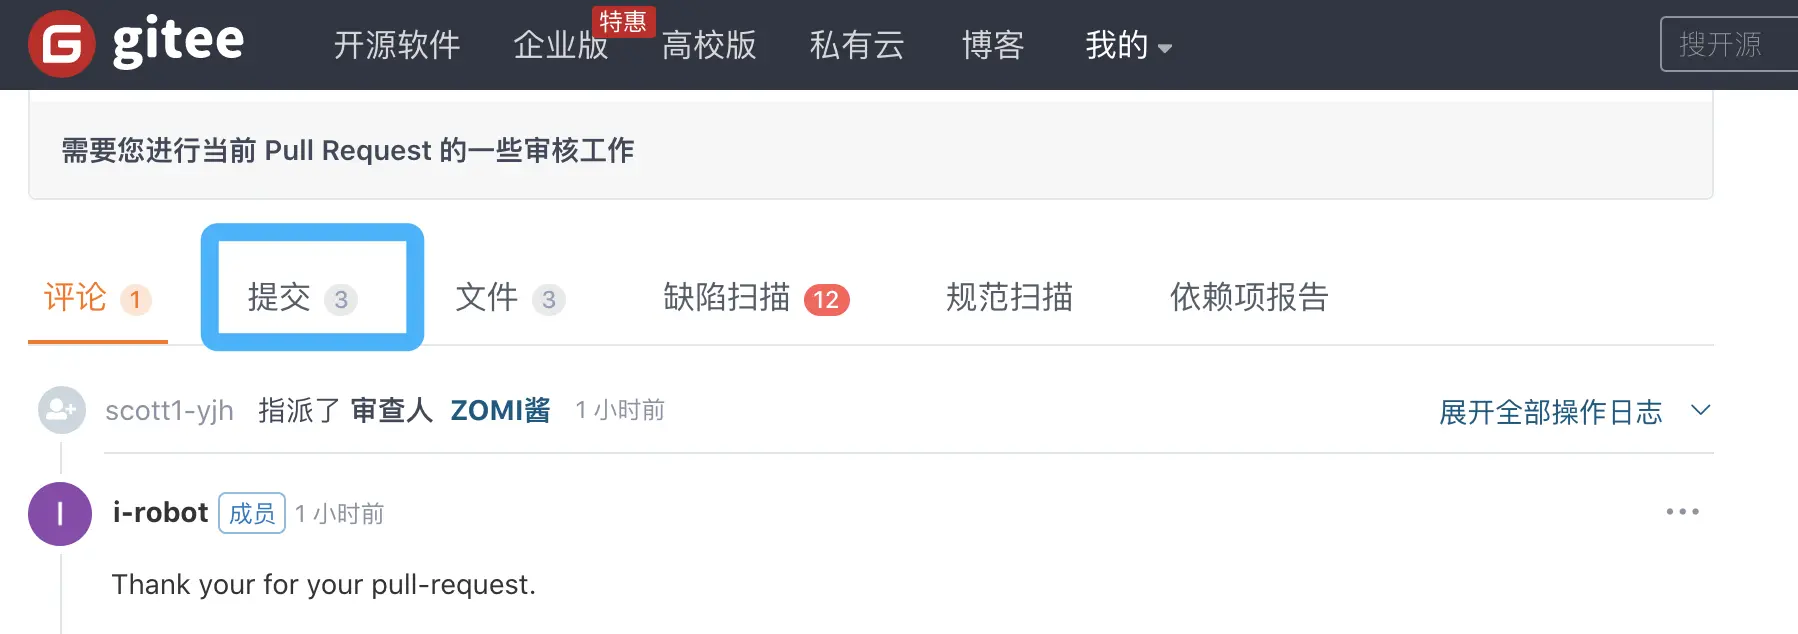 gitee 开源软件 企业版 特惠 高校版 私有云 博客 我的 搜开源
需要您进行当前 Pull Request 的一些审核工作
评论 1 提交 3 文件 3 缺陷扫描 12 规范扫描 依赖项报告
scott1-yjh 指派了 审查人 ZOMI酱 1 小时前 展开全部操作日志
I i-robot 成员 1 小时前
Thank your for your pull-request.